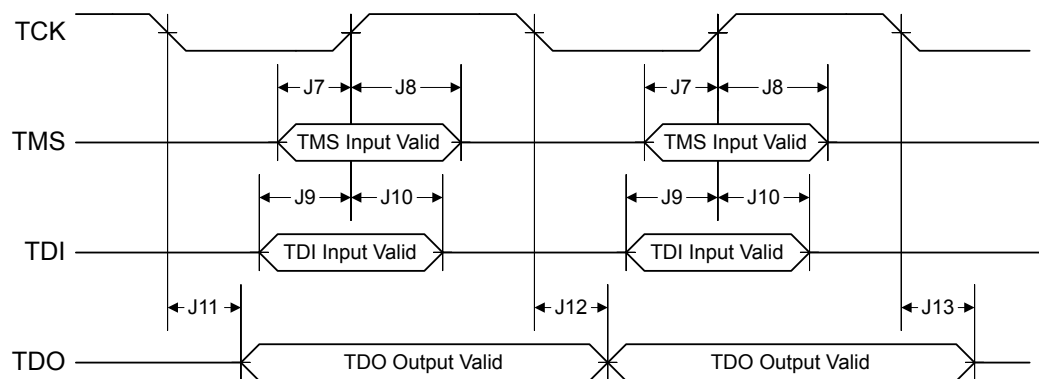 TCK
J7 J8 J7 J8
TMS TMS Input Valid TMS Input Valid
J9 J10 J9 J10
TDI TDI Input Valid TDI Input Valid
J11 J12 J13
TDO TDO Output Valid TDO Output Valid